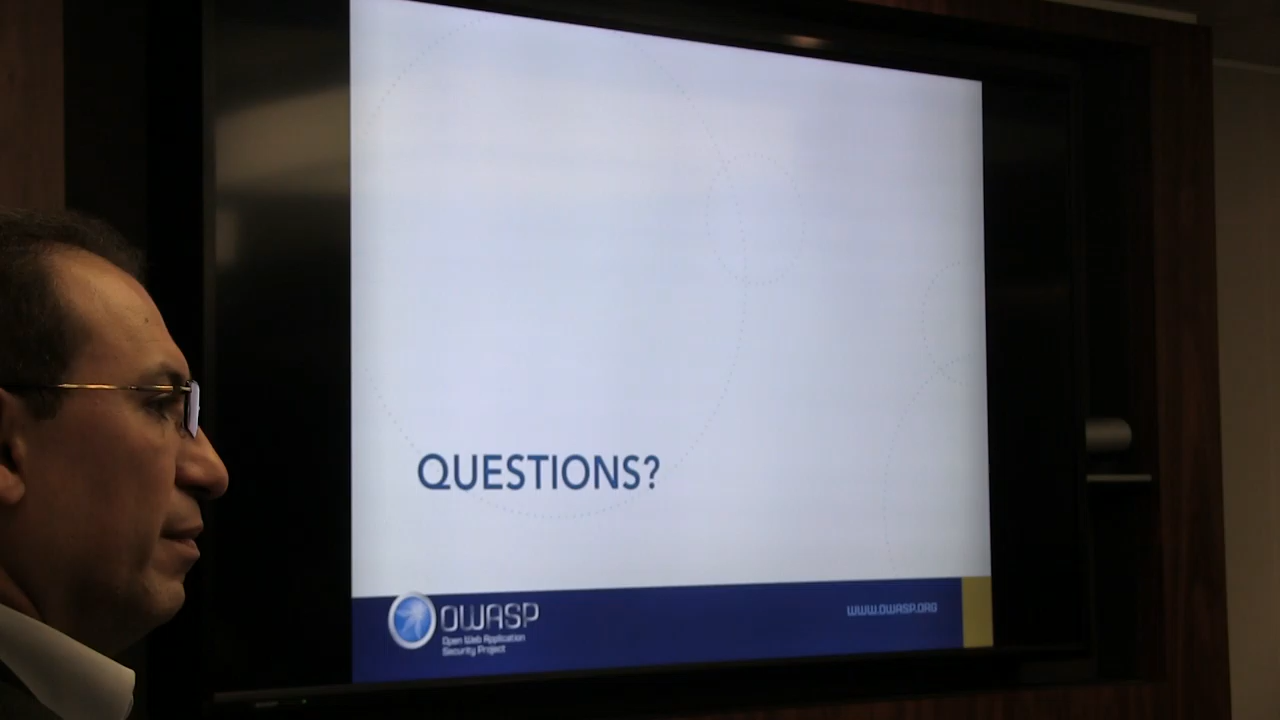 QUESTIONS?
OWASP
Open Web Application
Security Project
WWW.OWASP.ORG